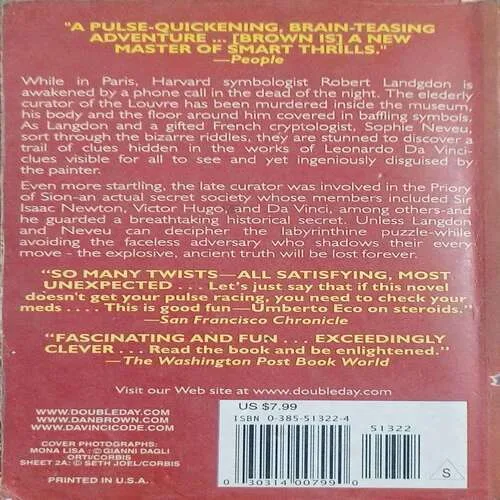 "A PULSE-QUICKENING, BRAIN-TEASING
ADVENTURE ... [BROWN IS] A NEW
MASTER OF SMART THRILLS."
—People
While in Paris, Harvard symbologist Robert Landgdon is
awakened by a phone call in the dead of the night. The elederly
curator of the Louvre has been murdered inside the museum,
his body and the floor around him covered in baffling symbols.
As Langdon and a gifted French cryptologist, Sophie Neveu,
sort through the bizarre riddles, they are stunned to discover a
trail of clues hidden in the works of Leonardo Da Vinci-
clues visible for all to see and yet ingeniously disguised by
the painter.
Even more startling, the late curator was involved in the Priory
of Sion-an actual secret society whose members included Sir
Isaac Newton, Victor Hugo, and Da Vinci, among others-and
he guarded a breathtaking historical secret. Unless Langdon
and Neveu can decipher the labyrinthine puzzle-while
avoiding the faceless adversary who shadows their every
move - the explosive, ancient truth will be lost forever.
"SO MANY TWISTS—ALL SATISFYING, MOST
UNEXPECTED ... Let's just say that if this novel
doesn't get your pulse racing, you need to check your
meds .... This is good fun—Umberto Eco on steroids."
—San Francisco Chronicle
"FASCINATING AND FUN ... EXCEEDINGLY
CLEVER ... Read the book and be enlightened."
—The Washington Post Book World
Visit our Web site at www.doubleday.com
WWW.DOUBLEDAY.COM
WWW.DANBROWN.COM
WWW.DAVINCICODE.COM
COVER PHOTOGRAPHS:
MONA LISA : © GIANNI DAGLI
ORTI/CORBIS
SHEET 2A: © SETH JOEL/CORBIS
PRINTED IN U.S.A.
US $7.99
ISBN 0-385-51322-4
51322
0 30314 00799 0
S